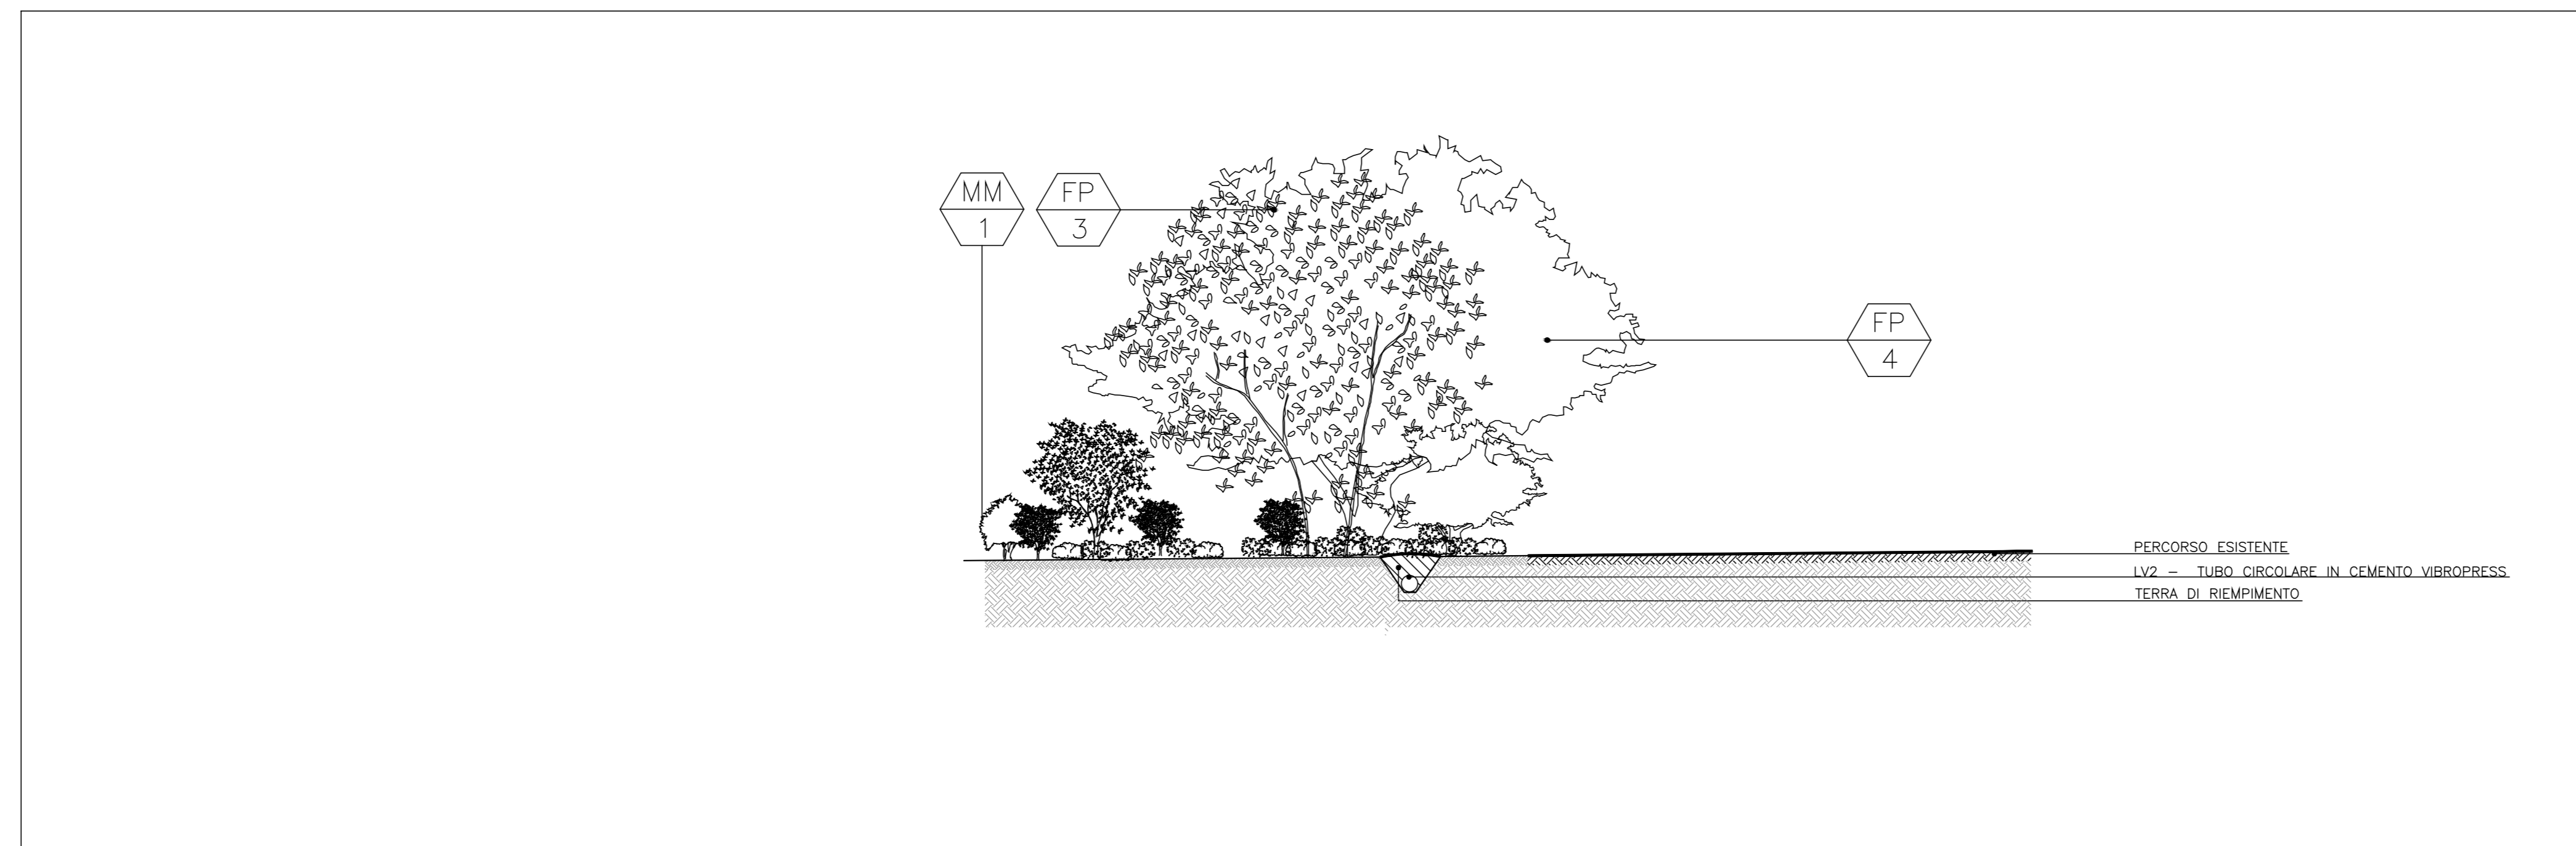 MM
1
FP
3
FP
4
PERCORSO ESISTENTE
LV2 - TUBO CIRCOLARE IN CEMENTO VIBROPRESS
TERRA DI RIEMPIMENTO